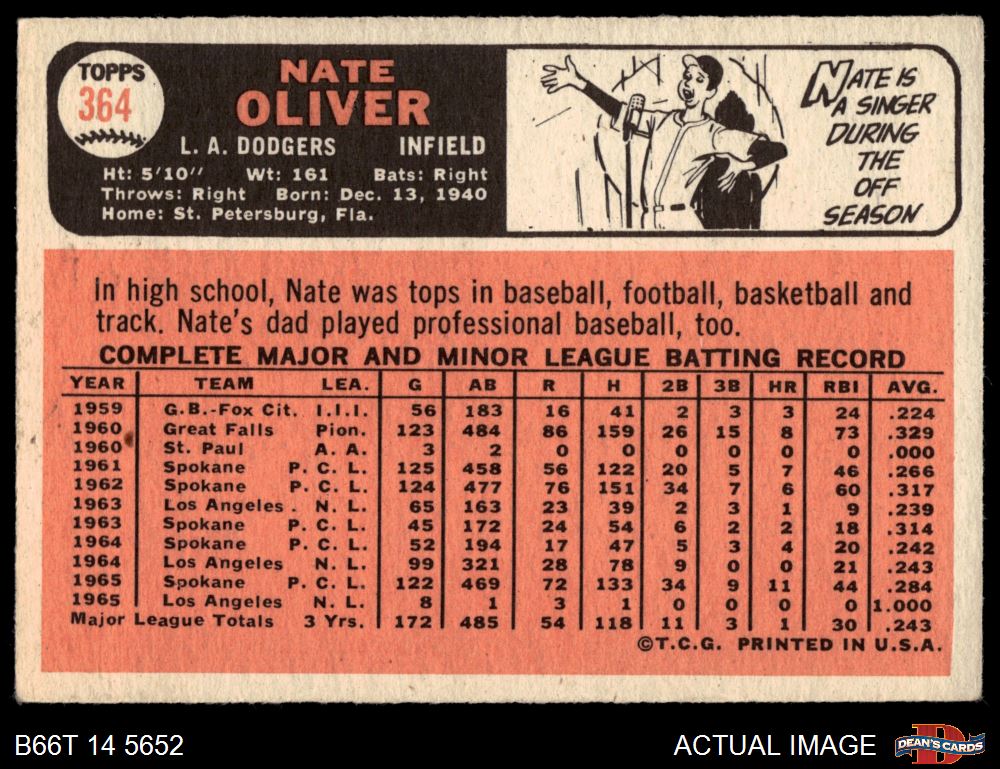 TOPPS
364
NATE
OLIVER
L. A. DODGERS INFIELD
Ht: 5'10" Wt: 161 Bats: Right
Throws: Right Born: Dec. 13, 1940
Home: St. Petersburg, Fla.
NATE IS
A SINGER
DURING
THE
OFF
SEASON
In high school, Nate was tops in baseball, football, basketball and
track. Nate's dad played professional baseball, too.
COMPLETE MAJOR AND MINOR LEAGUE BATTING RECORD
YEAR TEAM LEA. G AB R H 2B 3B HR RBI AVG.
1959 G.B.-Fox Cit. I.I.I. 56 183 16 41 2 3 3 24 .224
1960 Great Falls Pion. 123 484 86 159 26 15 8 73 .329
1960 St. Paul A. A. 3 2 0 0 0 0 0 0 .000
1961 Spokane P. C. L. 125 458 56 122 20 5 7 46 .266
1962 Spokane P. C. L. 124 477 76 151 34 7 6 60 .317
1963 Los Angeles . N. L. 65 163 23 39 2 3 1 9 .239
1963 Spokane P. C. L. 45 172 24 54 6 2 2 18 .314
1964 Spokane P. C. L. 52 194 17 47 5 3 4 20 .242
1964 Los Angeles N. L. 99 321 28 78 9 0 0 21 .243
1965 Spokane P. C. L. 122 469 72 133 34 9 11 44 .284
1965 Los Angeles N. L. 8 1 3 1 0 0 0 0 1.000
Major League Totals 3 Yrs. 172 485 54 118 11 3 1 30 .243
©T.C.G. PRINTED IN U.S.A.
B66T 14 5652 ACTUAL IMAGE D DEAN'S CARDS